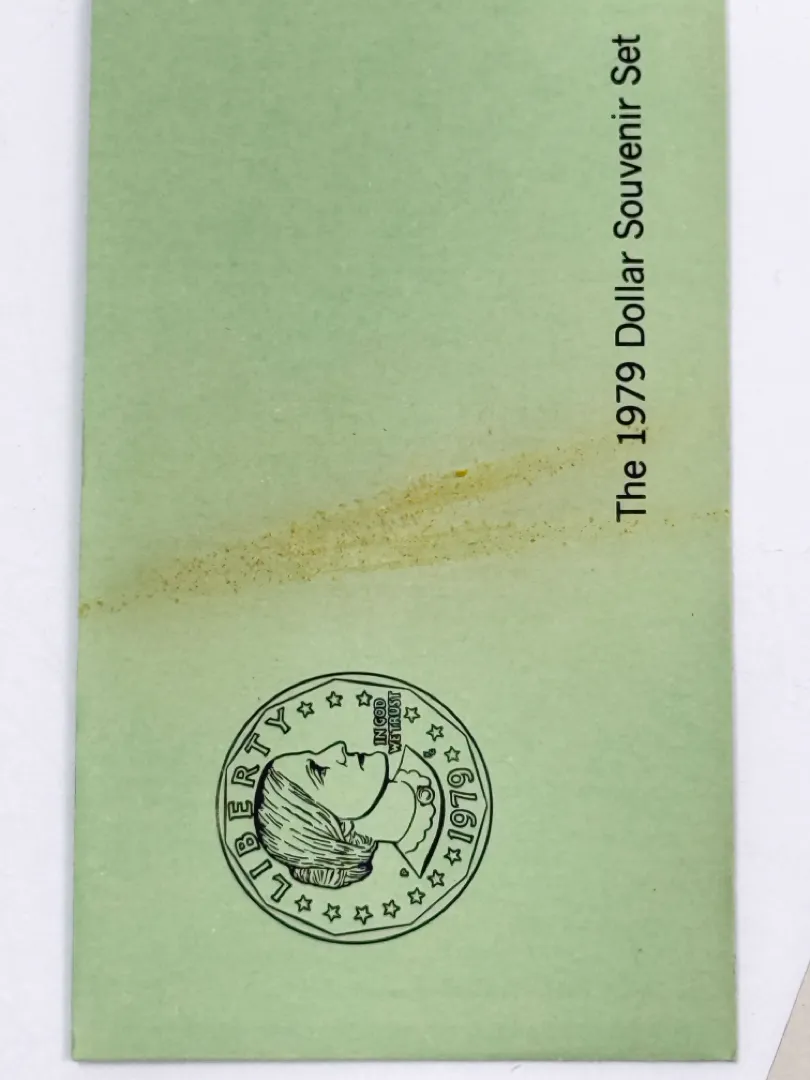 The 1979 Dollar Souvenir Set
LIBERTY
IN GOD
WE TRUST
1979